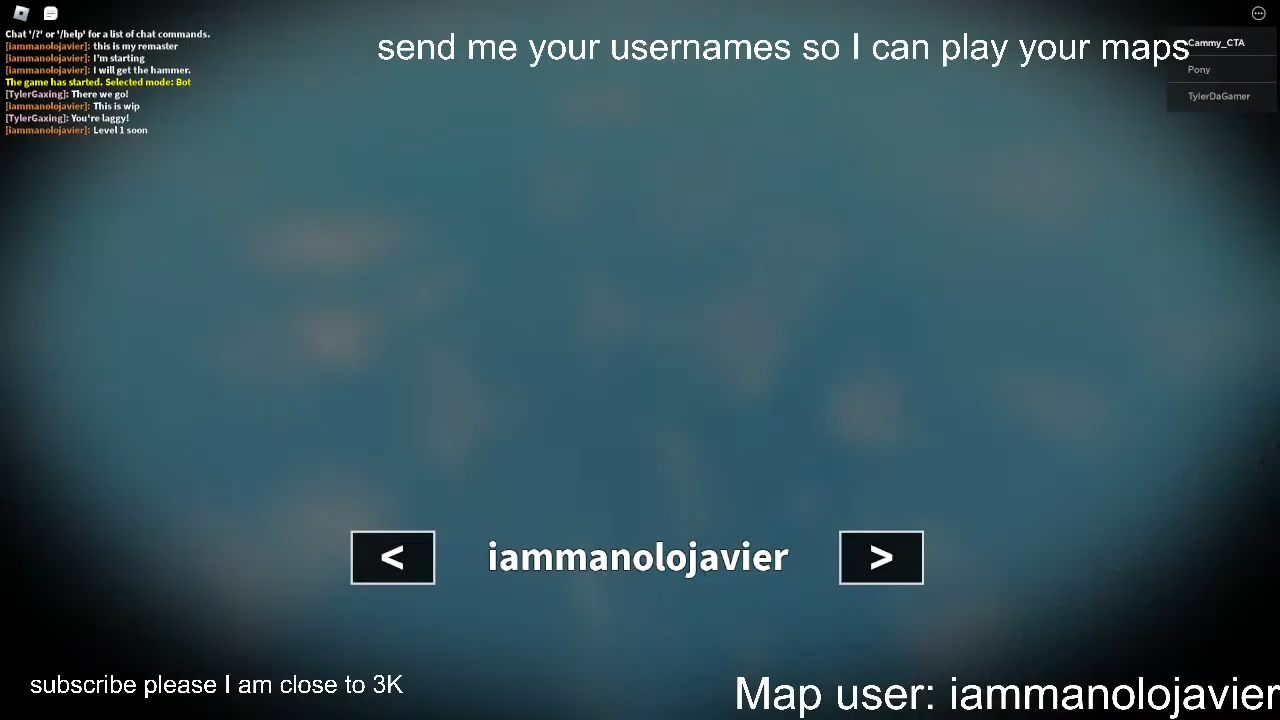 Chat '/?' or '/help' for a list of chat commands.
[iammanolojavier]: this is my remaster
[iammanolojavier]: I'm starting
[iammanolojavier]: I will get the hammer.
The game has started. Selected mode: Bot
[TylerGaxing]: There we go!
[iammanolojavier]: This is wip
[TylerGaxing]: You're laggy!
[iammanolojavier]: Level 1 soon
send me your usernames so I can play your maps
Cammy_CTA
Pony
TylerDaGamer
< iammanolojavier >
subscribe please I am close to 3K
Map user: iammanolojavier